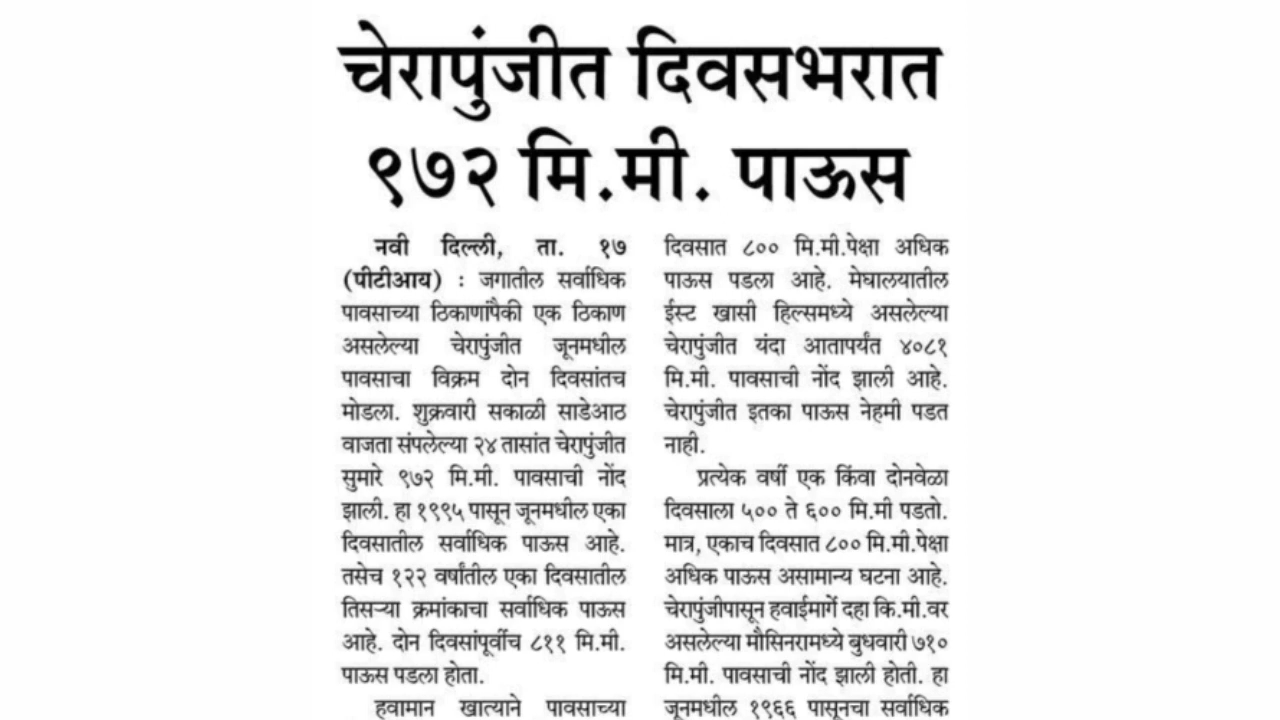 चेरापुंजीत दिवसभरात
९७२ मि.मी. पाऊस
नवी दिल्ली, ता. १७
(पीटीआय) : जगातील सर्वाधिक
पावसाच्या ठिकाणांपैकी एक ठिकाण
असलेल्या चेरापुंजीत जूनमधील
पावसाचा विक्रम दोन दिवसांतच
मोडला. शुक्रवारी सकाळी साडेआठ
वाजता संपलेल्या २४ तासांत चेरापुंजीत
सुमारे ९७२ मि.मी. पावसाची नोंद
झाली. हा १९९५ पासून जूनमधील एका
दिवसातील सर्वाधिक पाऊस आहे.
तसेच १२२ वर्षांतील एका दिवसातील
तिसऱ्या क्रमांकाचा सर्वाधिक पाऊस
आहे. दोन दिवसांपूर्वीच ८११ मि.मी.
पाऊस पडला होता.
हवामान खात्याने पावसाच्या
दिवसात ८०० मि.मी.पेक्षा अधिक
पाऊस पडला आहे. मेघालयातील
ईस्ट खासी हिल्समध्ये असलेल्या
चेरापुंजीत यंदा आतापर्यंत ४०८१
मि.मी. पावसाची नोंद झाली आहे.
चेरापुंजीत इतका पाऊस नेहमी पडत
नाही.
प्रत्येक वर्षी एक किंवा दोनवेळा
दिवसाला ५०० ते ६०० मि.मी पडतो.
मात्र, एकाच दिवसात ८०० मि.मी.पेक्षा
अधिक पाऊस असामान्य घटना आहे.
चेरापुंजीपासून हवाईमार्गे दहा कि.मी.वर
असलेल्या मौसिनरामध्ये बुधवारी ७१०
मि.मी. पावसाची नोंद झाली होती. हा
जूनमधील १९६६ पासूनचा सर्वाधिक